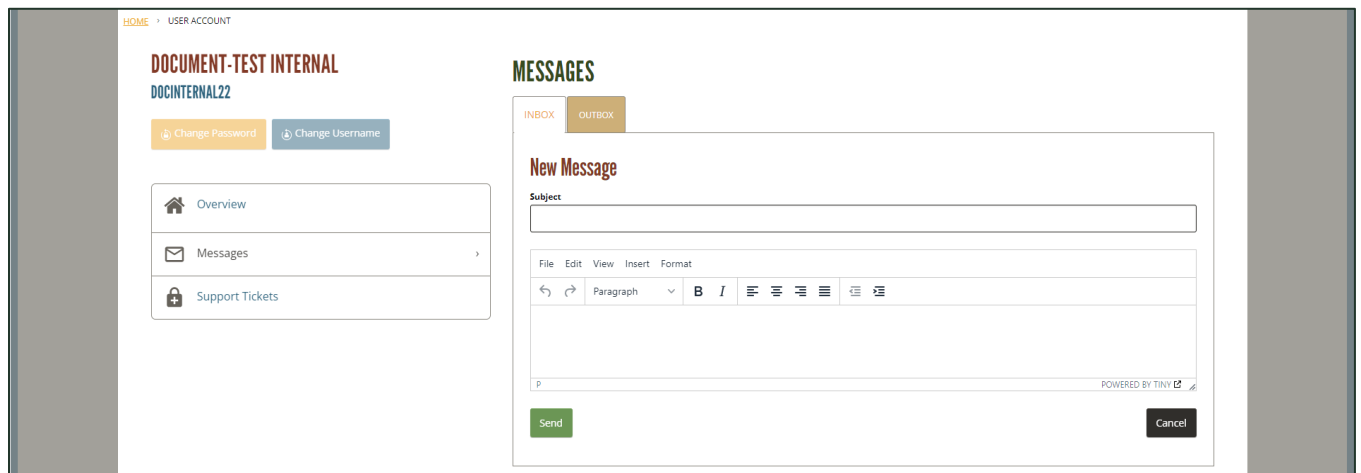 HOME > USER ACCOUNT
DOCUMENT-TEST INTERNAL
DOCINTERNAL22
Change Password Change Username
Overview
Messages >
Support Tickets
MESSAGES
INBOX OUTBOX
New Message
Subject
File Edit View Insert Format
Paragraph B I
P POWERED BY TINY
Send Cancel